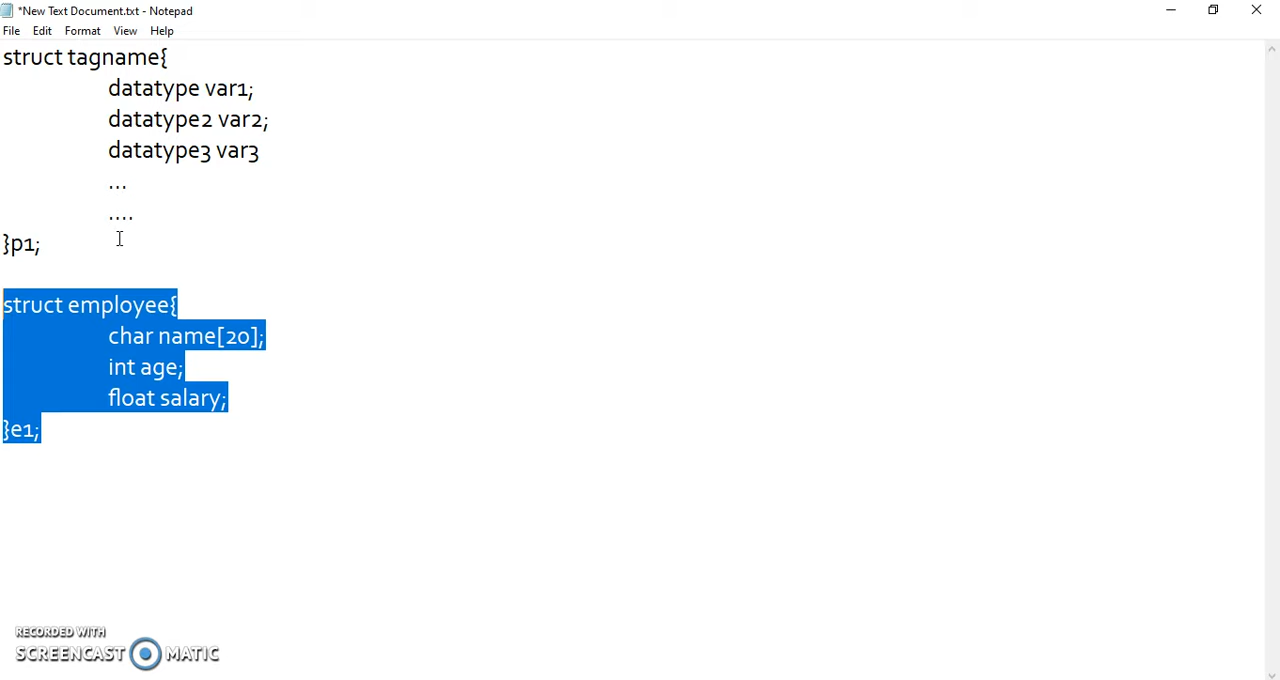 *New Text Document.txt - Notepad
File Edit Format View Help
struct tagname{
datatype var1;
datatype2 var2;
datatype3 var3
...
....
}p1;
struct employee{
char name[20];
int age;
float salary;
}e1;
RECORDED WITH
SCREENCAST MATIC